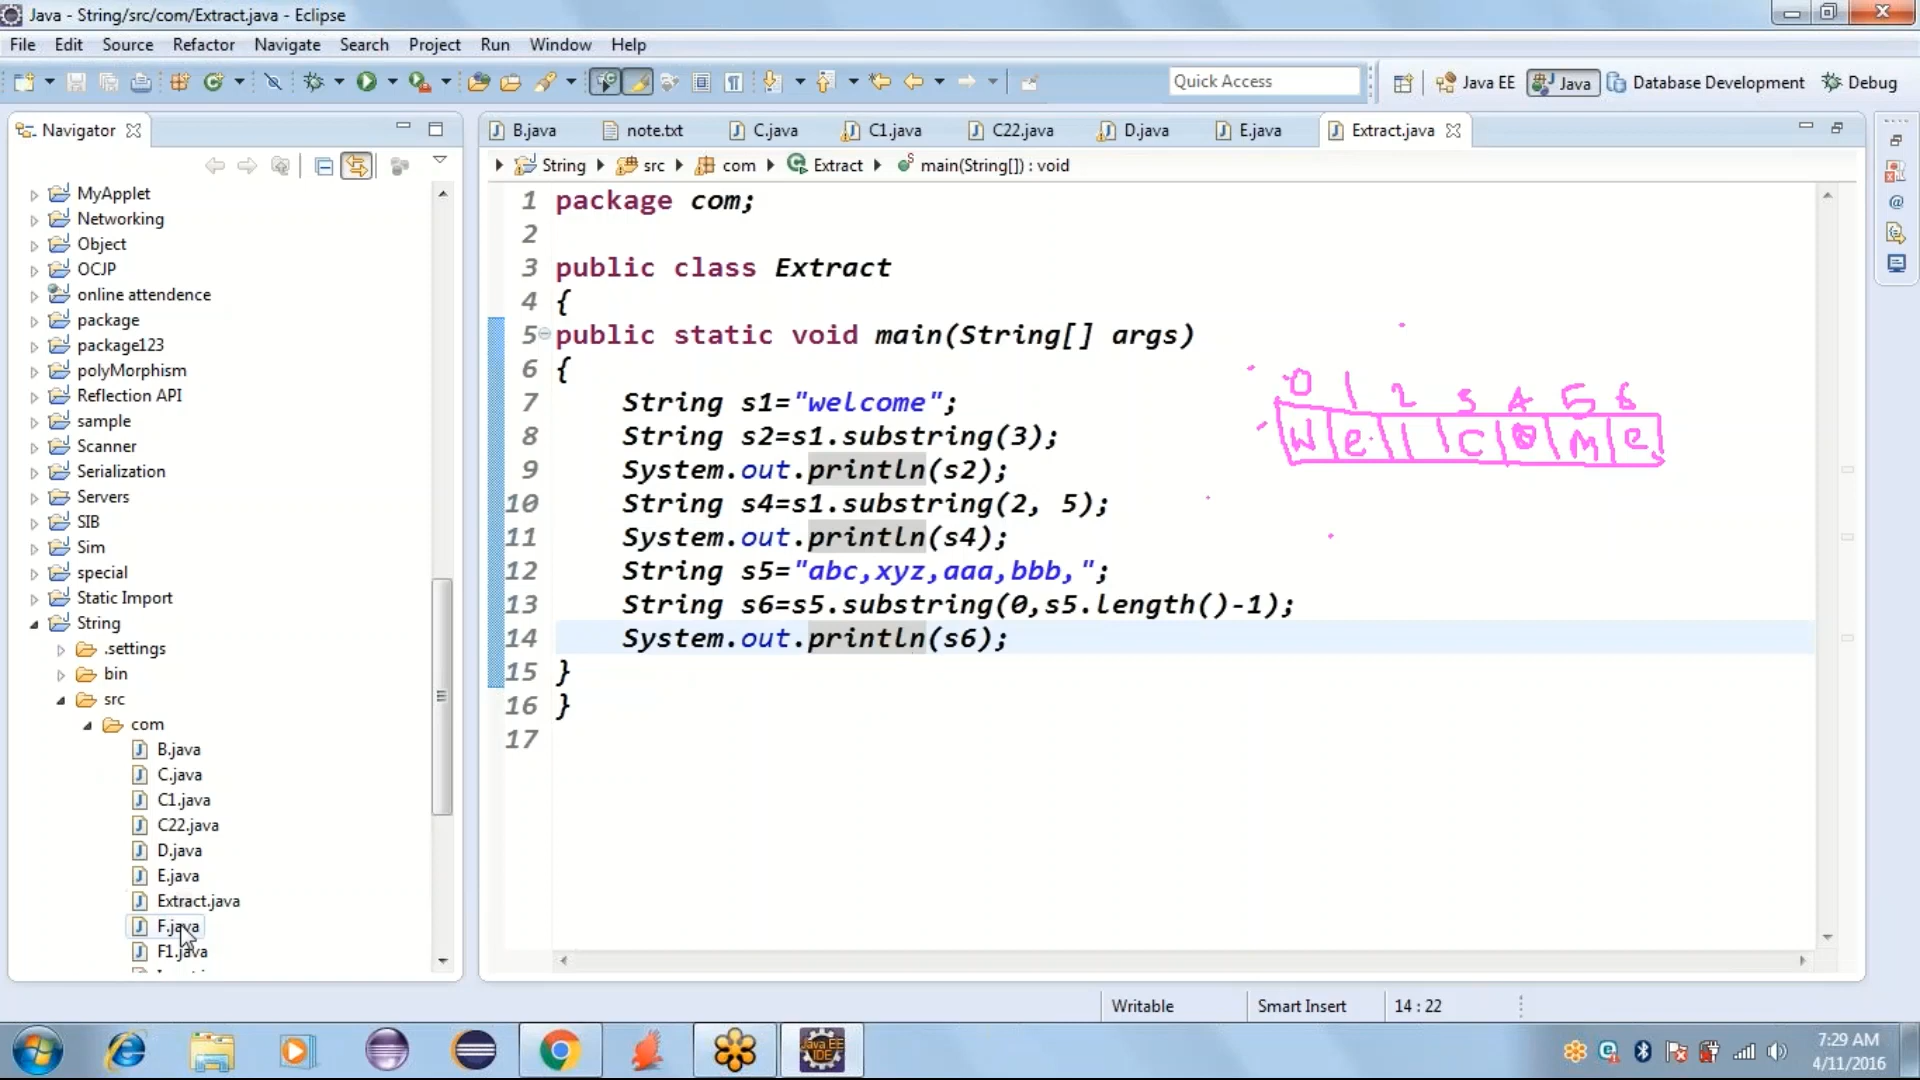 Java - String/src/com/Extract.java - Eclipse
File Edit Source Refactor Navigate Search Project Run Window Help
Quick Access
Java EE
Java
Database Development
Debug
Navigator
B.java
note.txt
C.java
C1.java
C22.java
D.java
E.java
Extract.java
String
src
com
Extract
main(String[]) : void
MyApplet
Networking
Object
OCJP
online attendence
package
package123
polyMorphism
Reflection API
sample
Scanner
Serialization
Servers
SIB
Sim
special
Static Import
String
.settings
bin
src
com
B.java
C.java
C1.java
C22.java
D.java
E.java
Extract.java
F.java
F1.java
1 package com;
2
3 public class Extract
4 {
5 public static void main(String[] args)
6 {
7 String s1="welcome";
8 String s2=s1.substring(3);
9 System.out.println(s2);
10 String s4=s1.substring(2, 5);
11 System.out.println(s4);
12 String s5="abc,xyz,aaa,bbb,";
13 String s6=s5.substring(0,s5.length()-1);
14 System.out.println(s6);
15 }
16 }
17
0 1 2 3 4 5 6
W e l c o m e
Writable
Smart Insert
14 : 22
Java EE
IDE
7:29 AM
4/11/2016